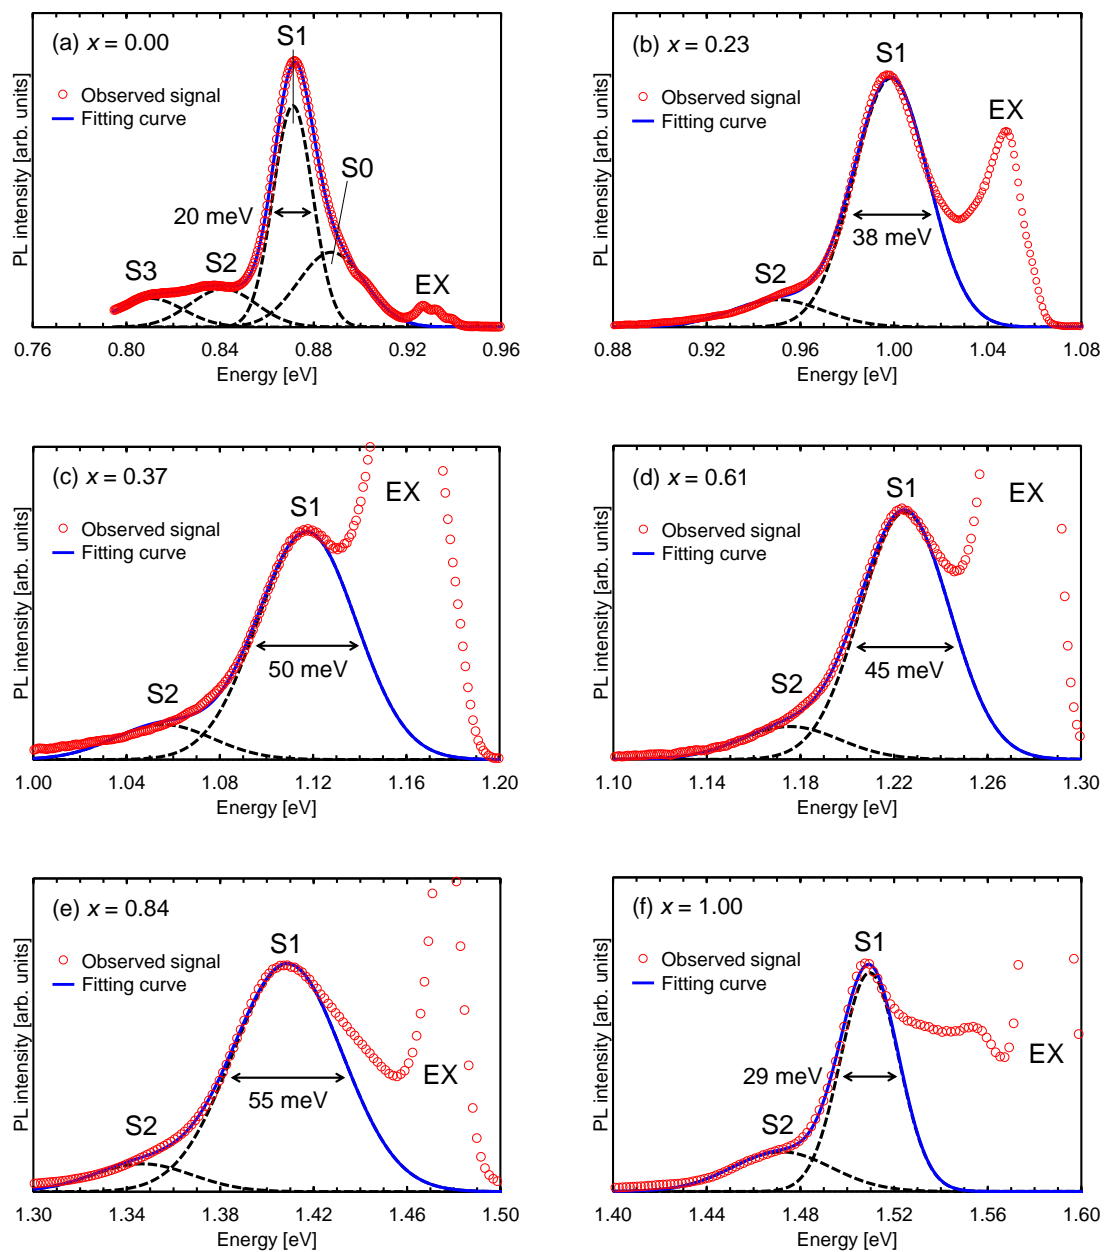 (a) x = 0.00
S1
Observed signal
Fitting curve
S0
20 meV
S3
S2
EX
PL intensity [arb. units]
0.76 0.80 0.84 0.88 0.92 0.96
Energy [eV]
(b) x = 0.23
S1
Observed signal
Fitting curve
EX
38 meV
S2
PL intensity [arb. units]
0.88 0.92 0.96 1.00 1.04 1.08
Energy [eV]
(c) x = 0.37
EX
S1
Observed signal
Fitting curve
50 meV
S2
PL intensity [arb. units]
1.00 1.04 1.08 1.12 1.16 1.20
Energy [eV]
(d) x = 0.61
S1
EX
Observed signal
Fitting curve
45 meV
S2
PL intensity [arb. units]
1.10 1.14 1.18 1.22 1.26 1.30
Energy [eV]
(e) x = 0.84
S1
Observed signal
Fitting curve
EX
55 meV
S2
PL intensity [arb. units]
1.30 1.34 1.38 1.42 1.46 1.50
Energy [eV]
(f) x = 1.00
S1
Observed signal
Fitting curve
EX
29 meV
S2
PL intensity [arb. units]
1.40 1.44 1.48 1.52 1.56 1.60
Energy [eV]